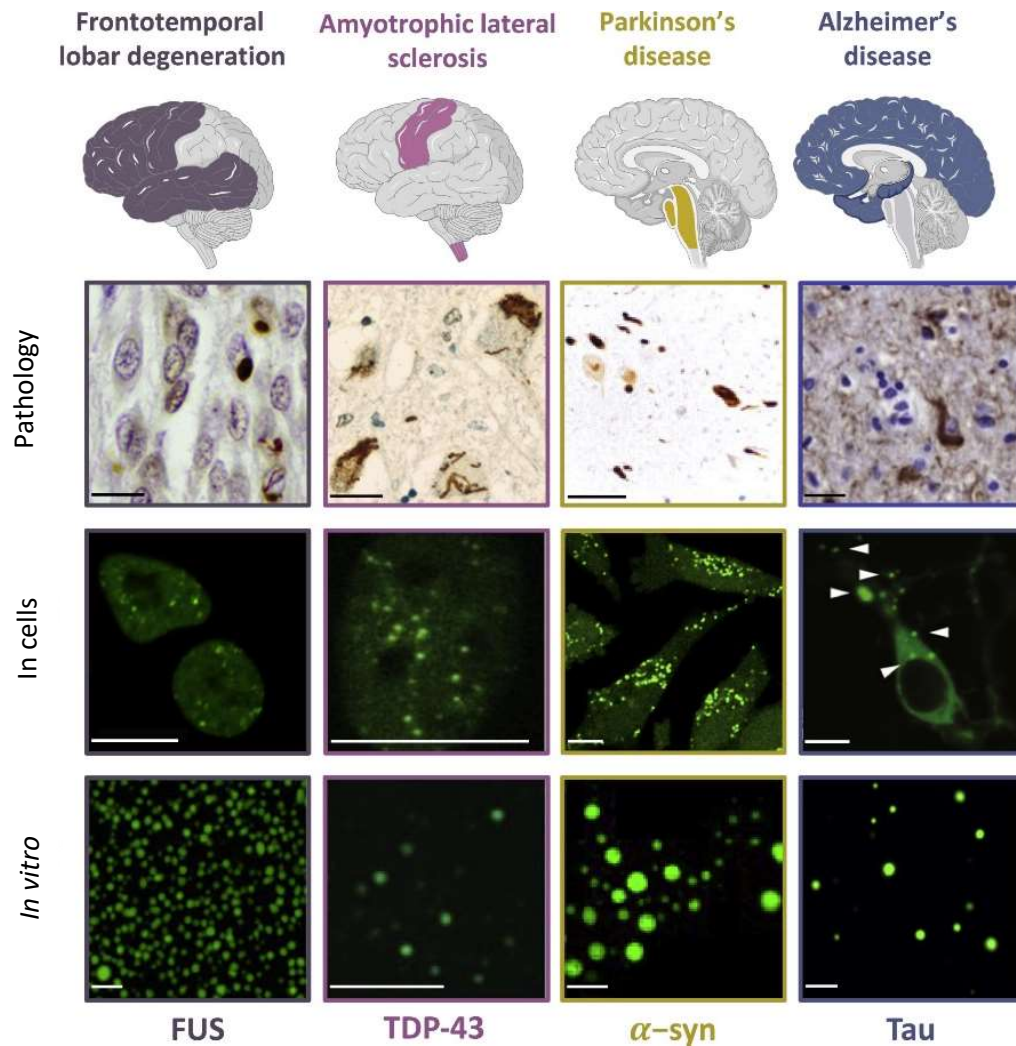 Frontotemporal
lobar degeneration
Amyotrophic lateral
sclerosis
Parkinson's
disease
Alzheimer's
disease
Pathology
In cells
In vitro
FUS
TDP-43
α–syn
Tau